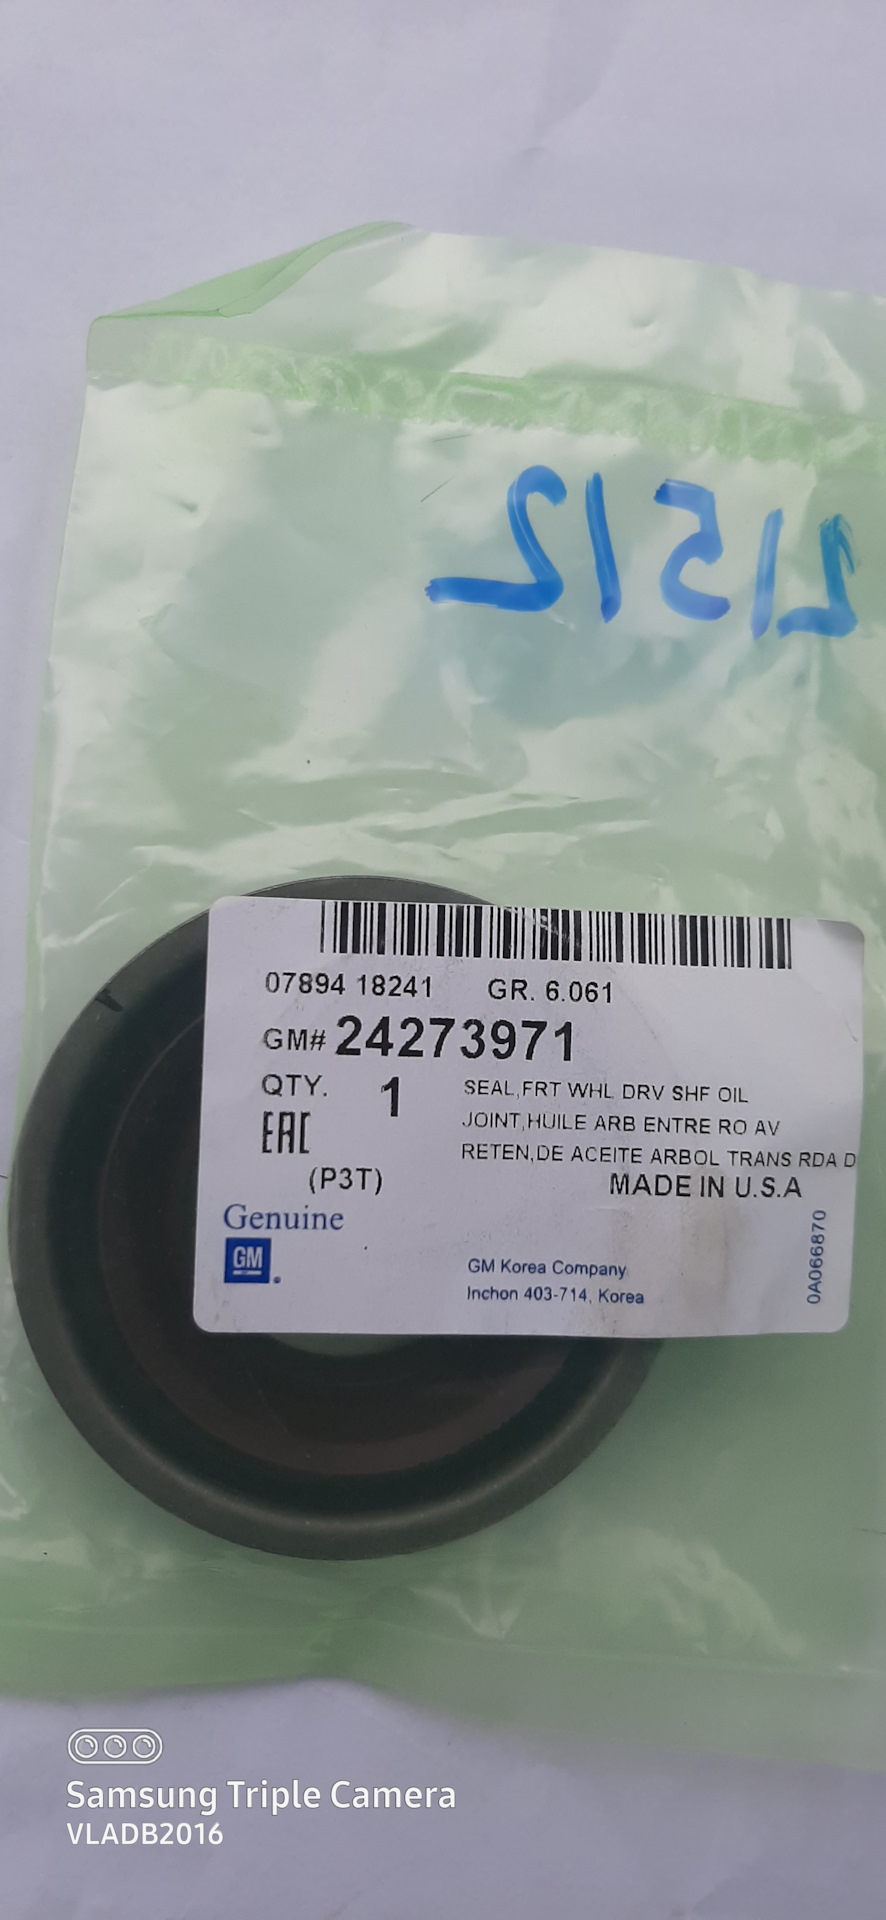 L1512
07894 18241 GR. 6.061
GM# 24273971
QTY. 1
SEAL,FRT WHL DRV SHF OIL
EAC
JOINT,HUILE ARB ENTRE RO AV
RETEN,DE ACEITE ARBOL TRANS RDA D
(P3T)
MADE IN U.S.A
Genuine
GM
GM Korea Company
Inchon 403-714, Korea
0A066870
Samsung Triple Camera
VLADB2016